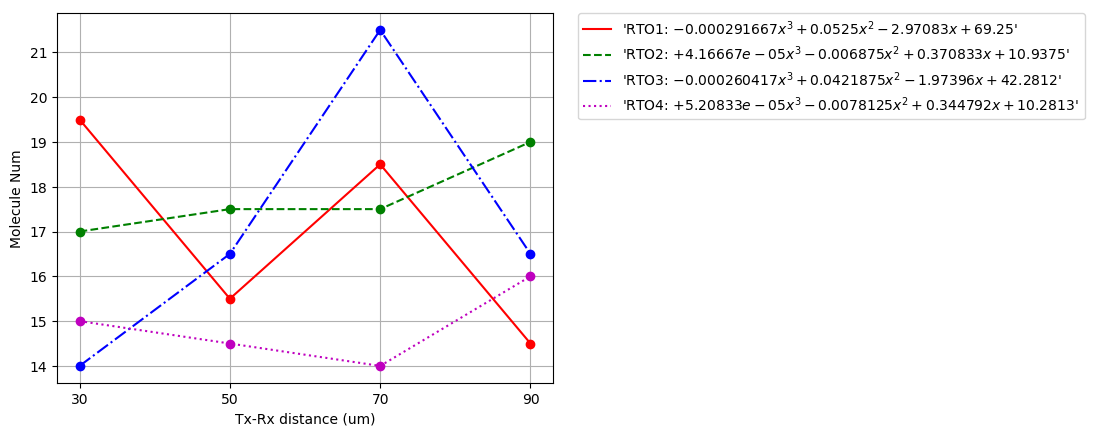 'RTO1: −0.000291667x³ + 0.0525x² − 2.97083x + 69.25'
'RTO2: +4.16667e − 05x³ − 0.006875x² + 0.370833x + 10.9375'
'RTO3: −0.000260417x³ + 0.0421875x² − 1.97396x + 42.2812'
'RTO4: +5.20833e − 05x³ − 0.0078125x² + 0.344792x + 10.2813'
Molecule Num
21
20
19
18
17
16
15
14
30 50 70 90
Tx-Rx distance (um)